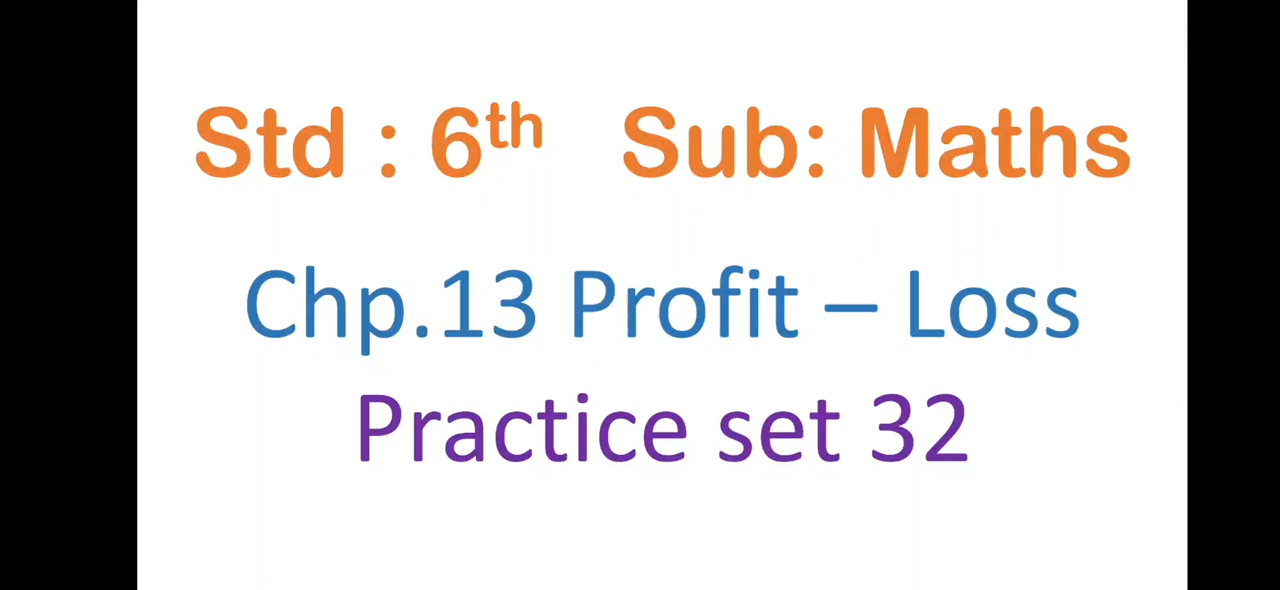 Std : 6th Sub: Maths
Chp.13 Profit – Loss
Practice set 32